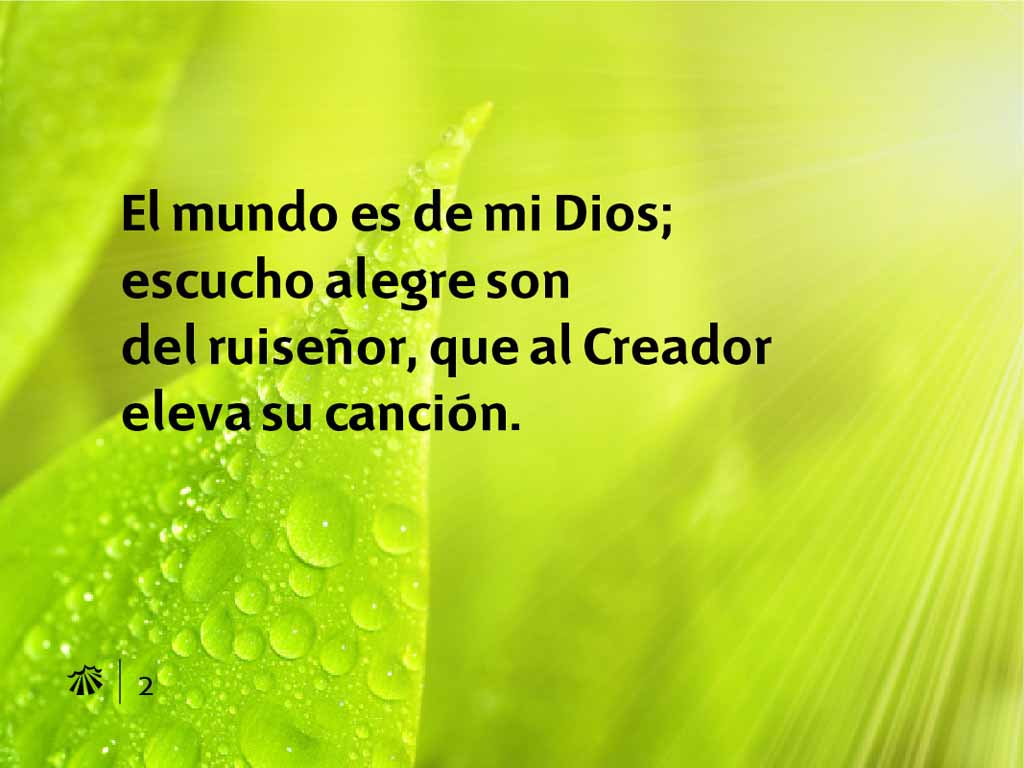 El mundo es de mi Dios;
escucho alegre son
del ruiseñor, que al Creador
eleva su canción.
2